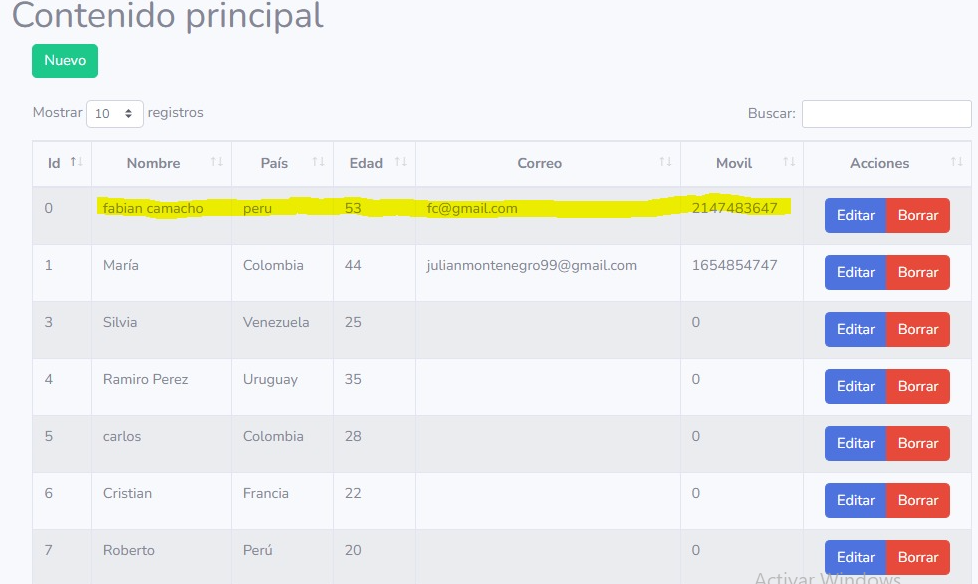 Contenido principal
Nuevo
Mostrar 10 registros
Buscar:
Id Nombre País Edad Correo Movil Acciones
0 fabian camacho peru 53 fc@gmail.com 2147483647 Editar Borrar
1 María Colombia 44 julianmontenegro99@gmail.com 1654854747 Editar Borrar
3 Silvia Venezuela 25 0 Editar Borrar
4 Ramiro Perez Uruguay 35 0 Editar Borrar
5 carlos Colombia 28 0 Editar Borrar
6 Cristian Francia 22 0 Editar Borrar
7 Roberto Perú 20 0 Editar Borrar
Activar Windows